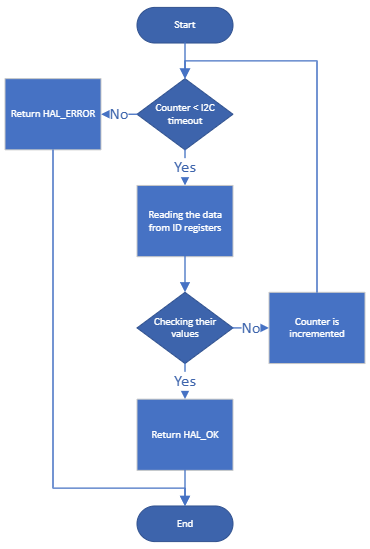 Start
Counter < I2C
timeout
No
Return HAL_ERROR
Yes
Reading the data
from ID registers
Checking their
values
No
Counter is
incremented
Yes
Return HAL_OK
End